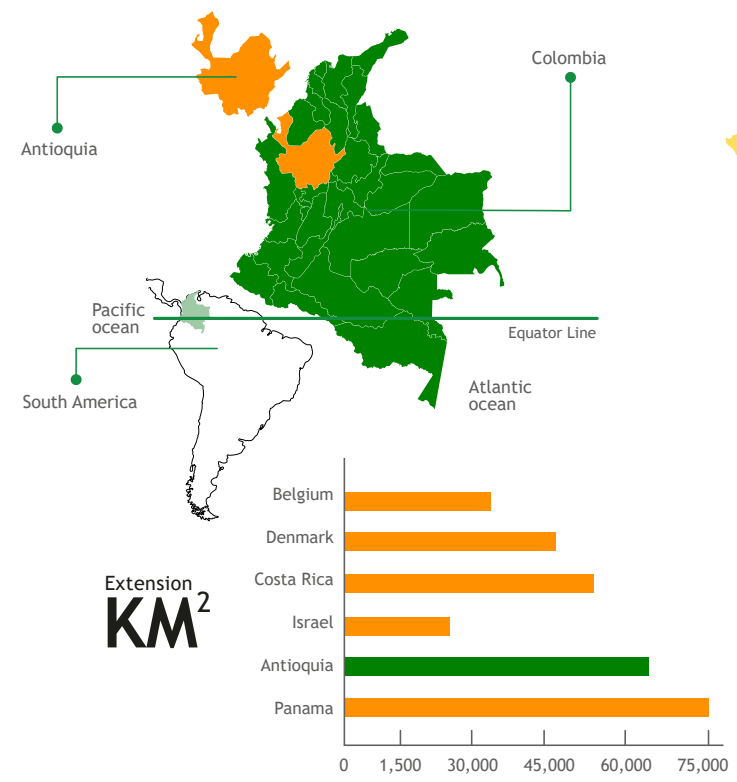 Colombia
Antioquia
Pacific
ocean
Equator Line
South America
Atlantic
ocean
Extension
KM²
Belgium
Denmark
Costa Rica
Israel
Antioquia
Panama
0 1,500 30,000 45,000 60,000 75,000